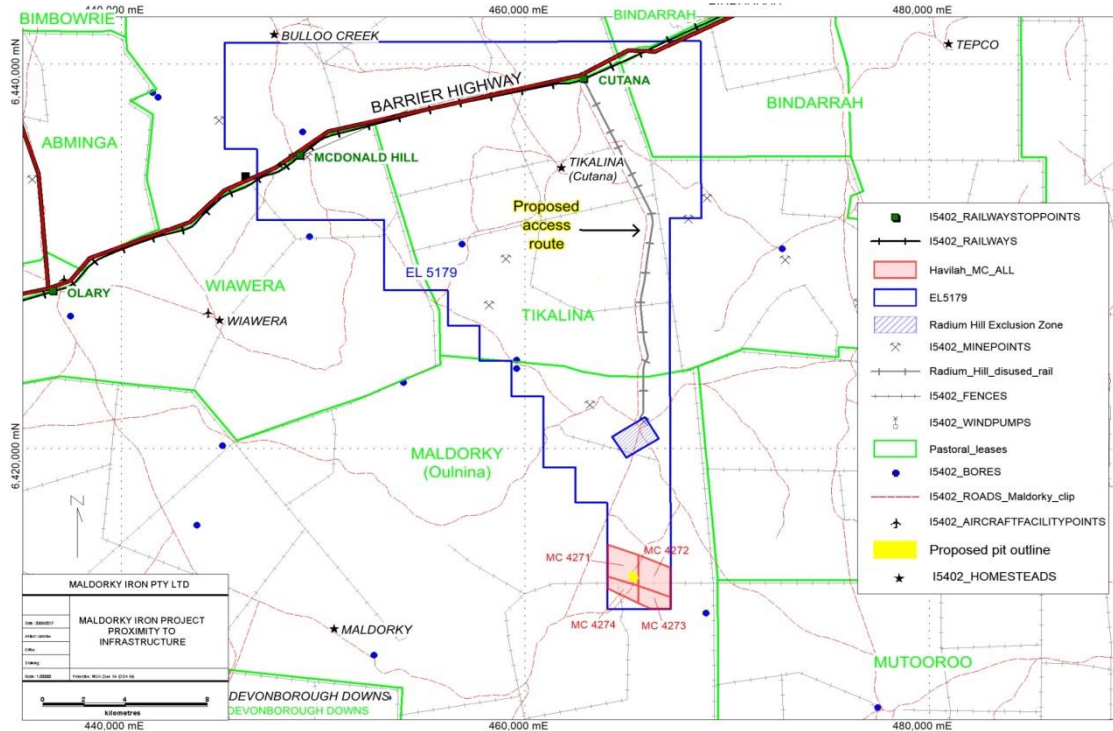 440,000 mE
460,000 mE
480,000 mE
BIMBOWRIE
BULLOO CREEK
BINDARRAH
TEPCO
6,440,000 mN
CUTANA
BARRIER HIGHWAY
BINDARRAH
ABMINGA
MCDONALD HILL
TIKALINA
(Cutana)
Proposed
access
route
EL 5179
OLARY
WIAWERA
WIAWERA
TIKALINA
6,420,000 mN
MALDORKY
(Oulnina)
N
MC 4271
MC 4272
MC 4274
MC 4273
MALDORKY
MUTOOROO
DEVONBOROUGH DOWNS
DEVONBOROUGH DOWNS
I5402_RAILWAYSTOPPOINTS
I5402_RAILWAYS
Havilah_MC_ALL
EL5179
Radium Hill Exclusion Zone
I5402_MINEPOINTS
Radium_Hill_disused_rail
I5402_FENCES
I5402_WINDPUMPS
Pastoral_leases
I5402_BORES
I5402_ROADS_Maldorky_clip
I5402_AIRCRAFTFACILITYPOINTS
Proposed pit outline
I5402_HOMESTEADS
MALDORKY IRON PTY LTD
MALDORKY IRON PROJECT
PROXIMITY TO
INFRASTRUCTURE
0 2 4 8
kilometres
440,000 mE
460,000 mE
480,000 mE